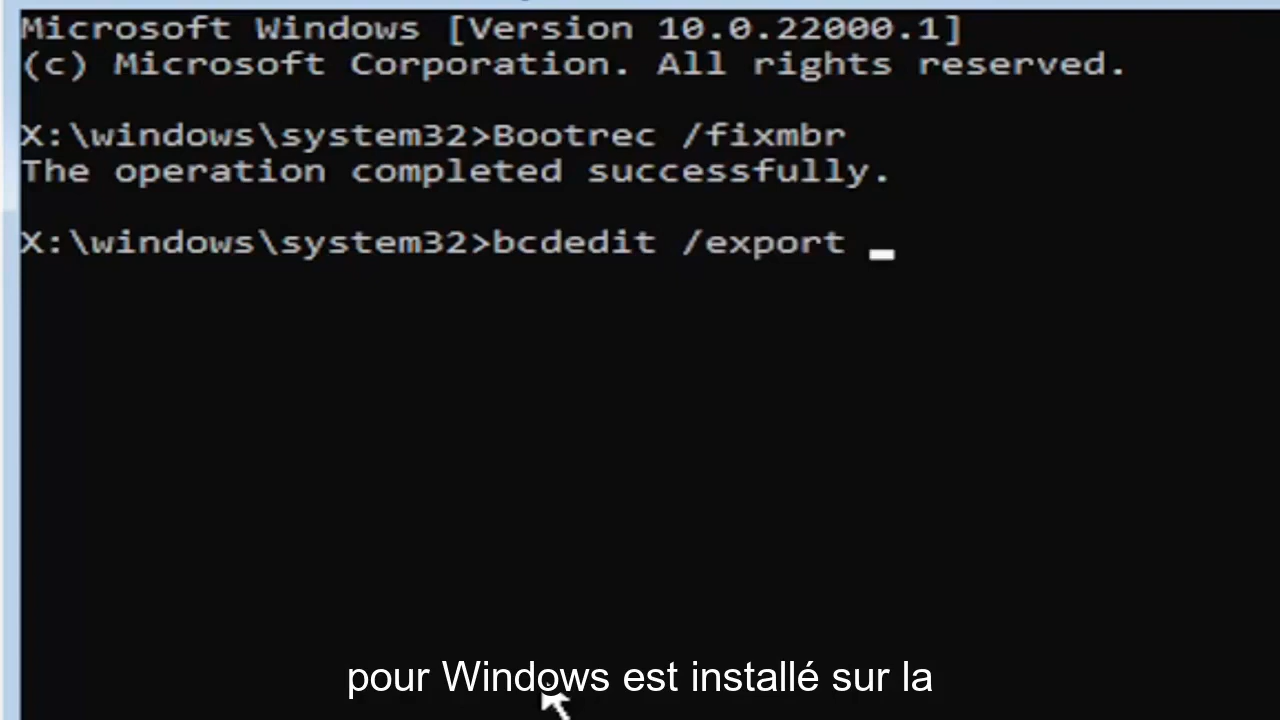 Microsoft Windows [Version 10.0.22000.1]
(c) Microsoft Corporation. All rights reserved.
X:\windows\system32>Bootrec /fixmbr
The operation completed successfully.
X:\windows\system32>bcdedit /export
pour Windows est installé sur la